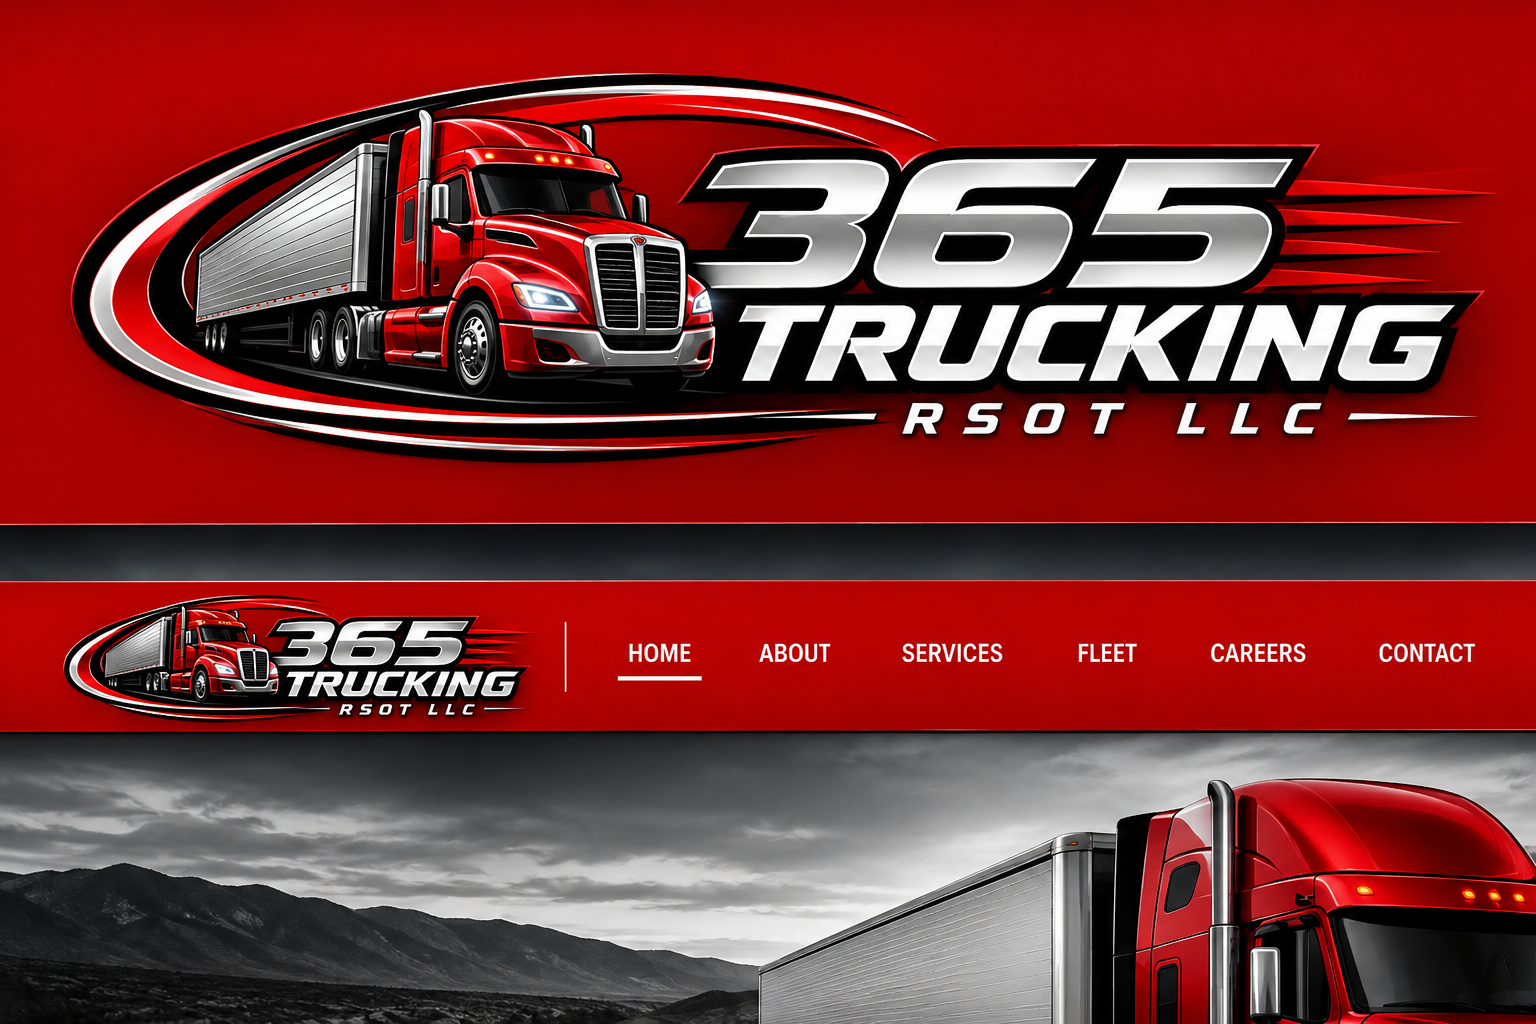 365
TRUCKING
RSOT LLC
365
TRUCKING
RSOT LLC
HOME ABOUT SERVICES FLEET CAREERS CONTACT